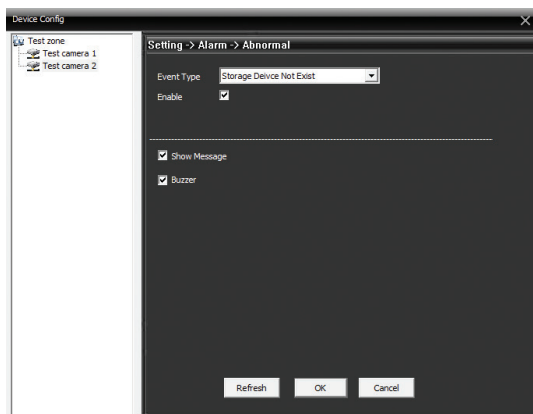 Device Config
Test zone
Test camera 1
Test camera 2
Setting -> Alarm -> Abnormal
Event Type
Storage Deivce Not Exist
Enable
Show Message
Buzzer
Refresh
OK
Cancel